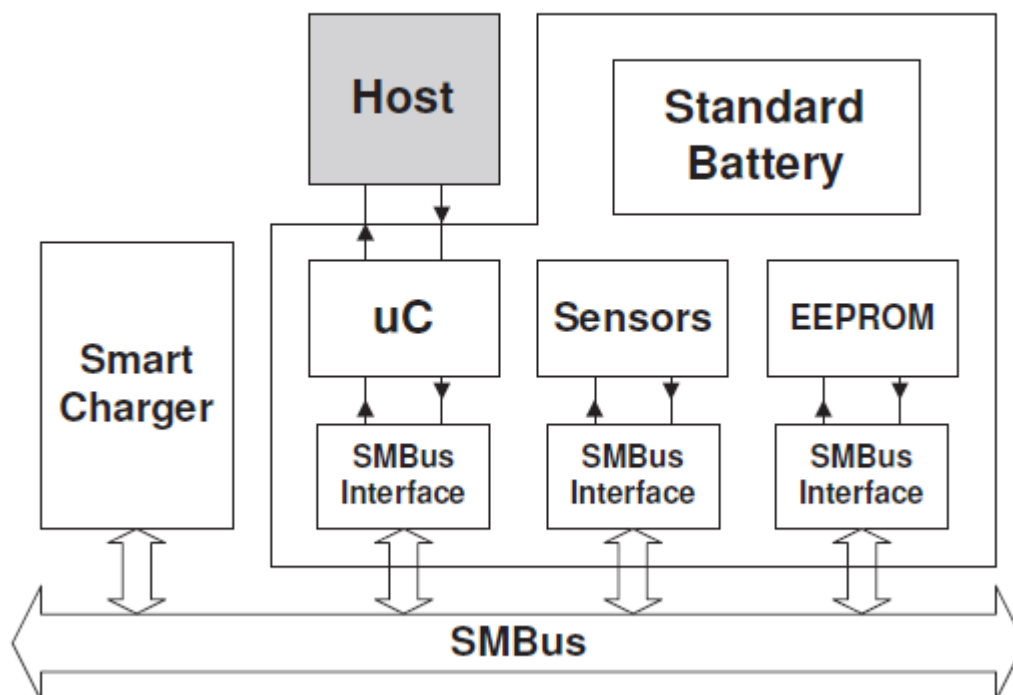 Host
Standard
Battery
Smart
Charger
uC
Sensors
EEPROM
SMBus
Interface
SMBus
Interface
SMBus
Interface
SMBus